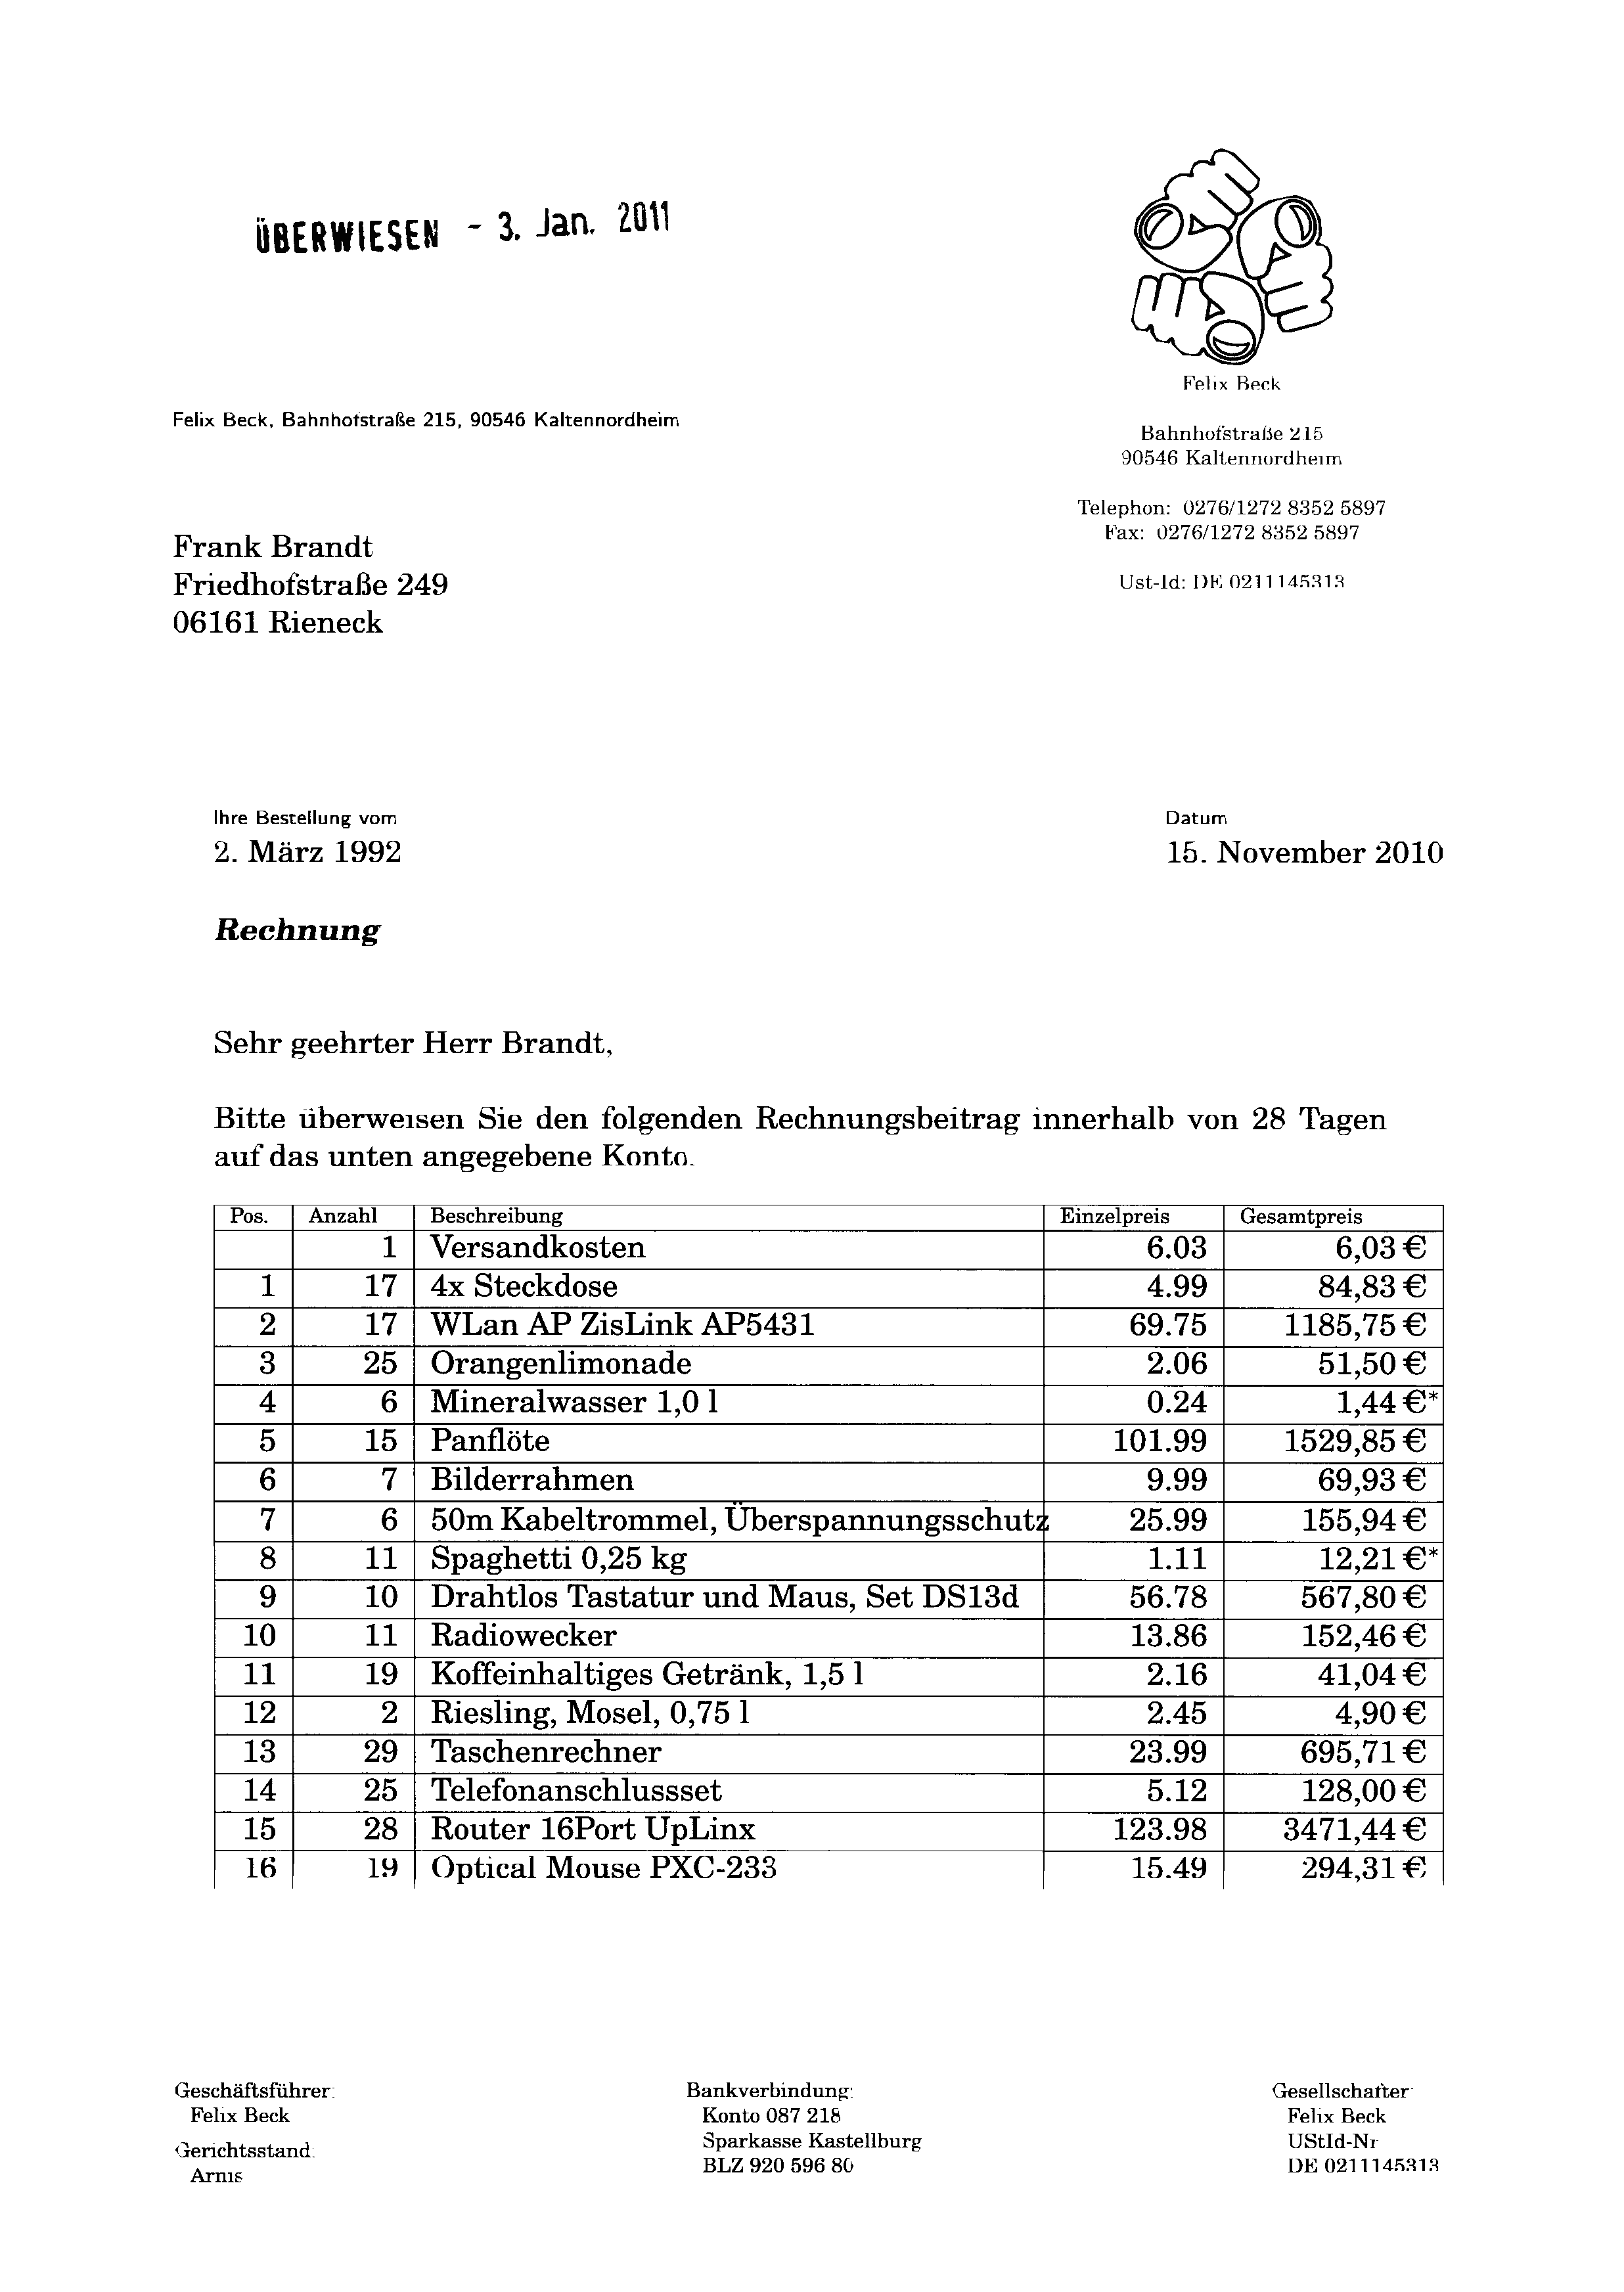 ÜBERWIESEN - 3. Jan. 2011
Felix Beck
Felix Beck, Bahnhofstraße 215, 90546 Kaltennordheim
Bahnhofstraße 215
90546 Kaltennordheim
Telephon: 0276/1272 8352 5897
Fax: 0276/1272 8352 5897
Ust-Id: DE 0211145313
Frank Brandt
Friedhofstraße 249
06161 Rieneck
Ihre Bestellung vom Datum
2. März 1992 15. November 2010
Rechnung
Sehr geehrter Herr Brandt,
Bitte überweisen Sie den folgenden Rechnungsbeitrag innerhalb von 28 Tagen
auf das unten angegebene Konto.
Pos. Anzahl Beschreibung Einzelpreis Gesamtpreis
1 Versandkosten 6.03 6,03 €
1 17 4x Steckdose 4.99 84,83 €
2 17 WLan AP ZisLink AP5431 69.75 1185,75 €
3 25 Orangenlimonade 2.06 51,50 €
4 6 Mineralwasser 1,0 l 0.24 1,44 €*
5 15 Panflöte 101.99 1529,85 €
6 7 Bilderrahmen 9.99 69,93 €
7 6 50m Kabeltrommel, Überspannungsschutz 25.99 155,94 €
8 11 Spaghetti 0,25 kg 1.11 12,21 €*
9 10 Drahtlos Tastatur und Maus, Set DS13d 56.78 567,80 €
10 11 Radiowecker 13.86 152,46 €
11 19 Koffeinhaltiges Getränk, 1,5 l 2.16 41,04 €
12 2 Riesling, Mosel, 0,75 l 2.45 4,90 €
13 29 Taschenrechner 23.99 695,71 €
14 25 Telefonanschlussset 5.12 128,00 €
15 28 Router 16Port UpLinx 123.98 3471,44 €
16 19 Optical Mouse PXC-233 15.49 294,31 €
Geschäftsführer: Bankverbindung: Gesellschafter
Felix Beck Konto 087 218 Felix Beck
Gerichtsstand: Sparkasse Kastellburg UStId-Nr
Arnis BLZ 920 596 80 DE 0211145313